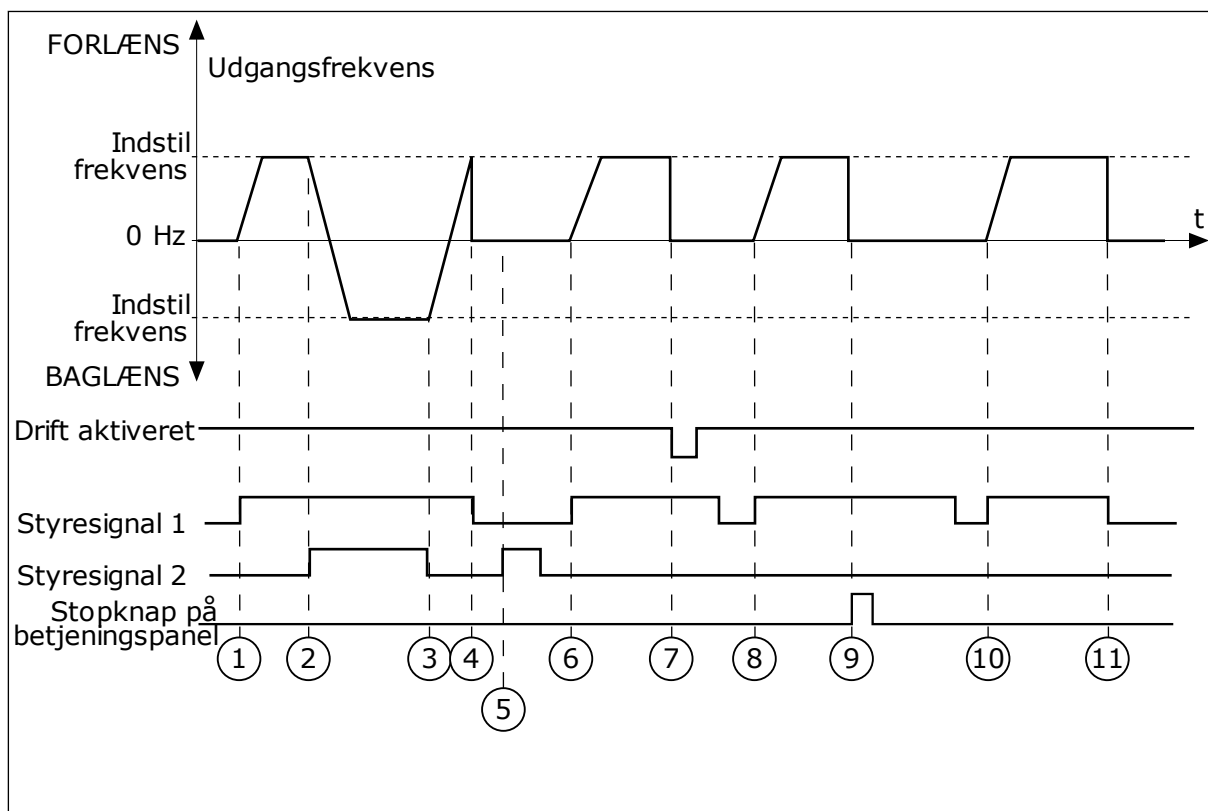 FORLÆNS
Udgangsfrekvens
Indstil
frekvens
0 Hz
t
Indstil
frekvens
BAGLÆNS
Drift aktiveret
Styresignal 1
Styresignal 2
Stopknap på
betjeningspanel
1 2 3 4 6 7 8 9 10 11
5